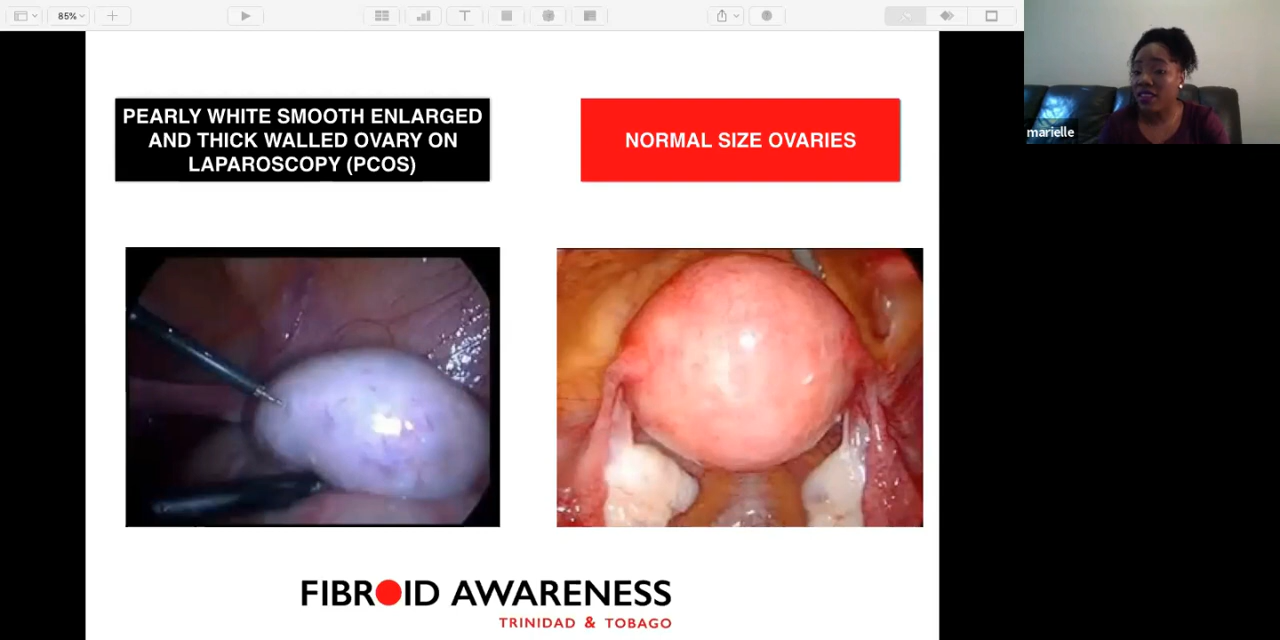 85%
marielle
PEARLY WHITE SMOOTH ENLARGED
AND THICK WALLED OVARY ON
LAPAROSCOPY (PCOS)
NORMAL SIZE OVARIES
FIBROID AWARENESS
TRINIDAD & TOBAGO